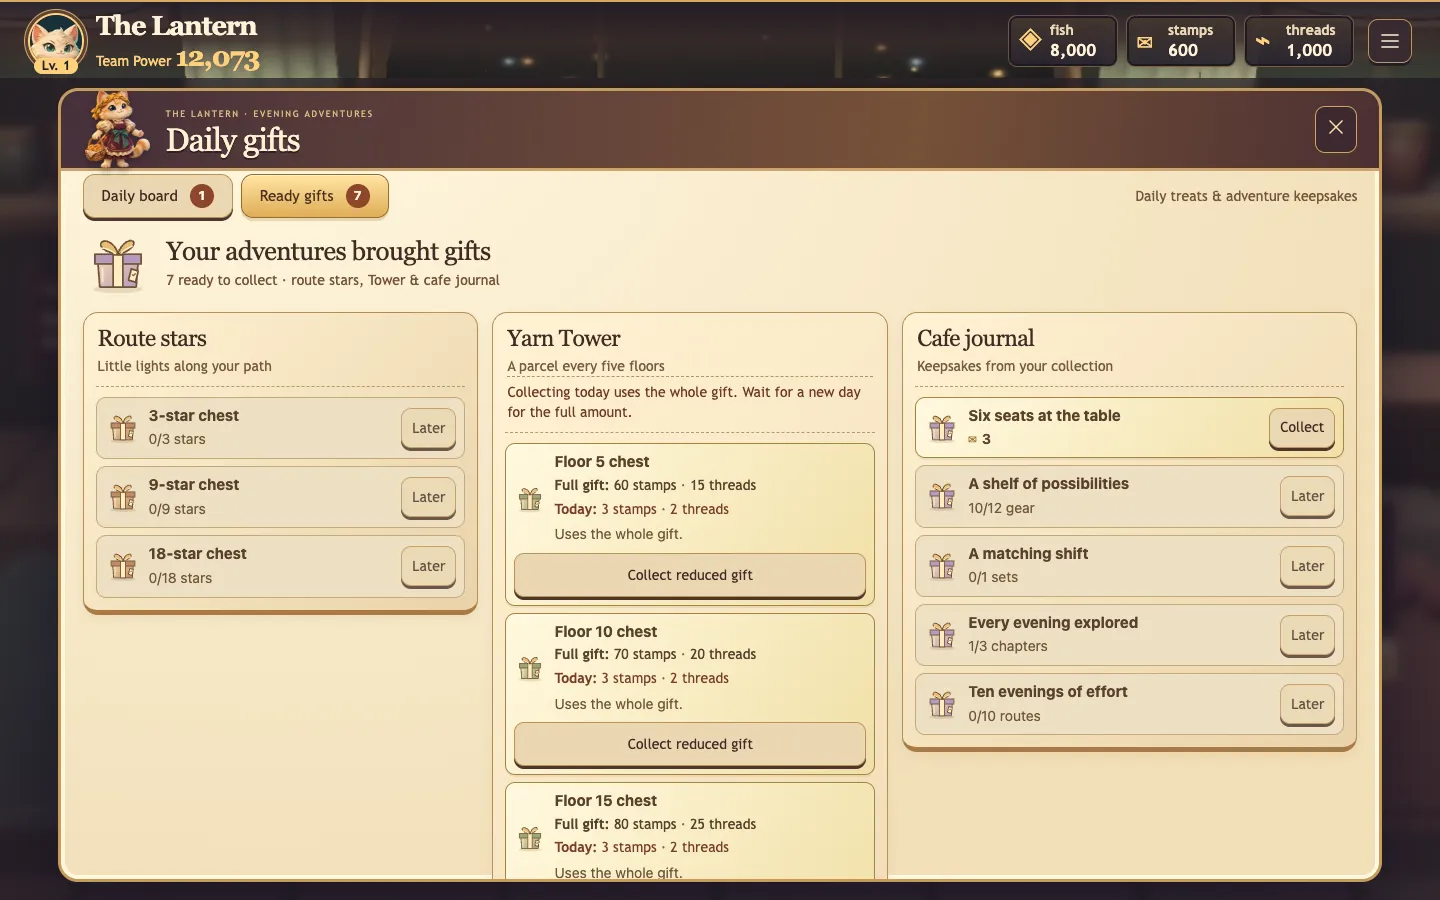 The Lantern
Team Power 12,073
Lv. 1
fish
8,000
stamps
600
threads
1,000
THE LANTERN · EVENING ADVENTURES
Daily gifts
Daily board 1
Ready gifts 7
Daily treats & adventure keepsakes
Your adventures brought gifts
7 ready to collect · route stars, Tower & cafe journal
Route stars
Little lights along your path
3-star chest
0/3 stars
Later
9-star chest
0/9 stars
Later
18-star chest
0/18 stars
Later
Yarn Tower
A parcel every five floors
Collecting today uses the whole gift. Wait for a new day
for the full amount.
Floor 5 chest
Full gift: 60 stamps · 15 threads
Today: 3 stamps · 2 threads
Uses the whole gift.
Collect reduced gift
Floor 10 chest
Full gift: 70 stamps · 20 threads
Today: 3 stamps · 2 threads
Uses the whole gift.
Collect reduced gift
Floor 15 chest
Full gift: 80 stamps · 25 threads
Today: 3 stamps · 2 threads
Uses the whole gift.
Cafe journal
Keepsakes from your collection
Six seats at the table
3
Collect
A shelf of possibilities
10/12 gear
Later
A matching shift
0/1 sets
Later
Every evening explored
1/3 chapters
Later
Ten evenings of effort
0/10 routes
Later